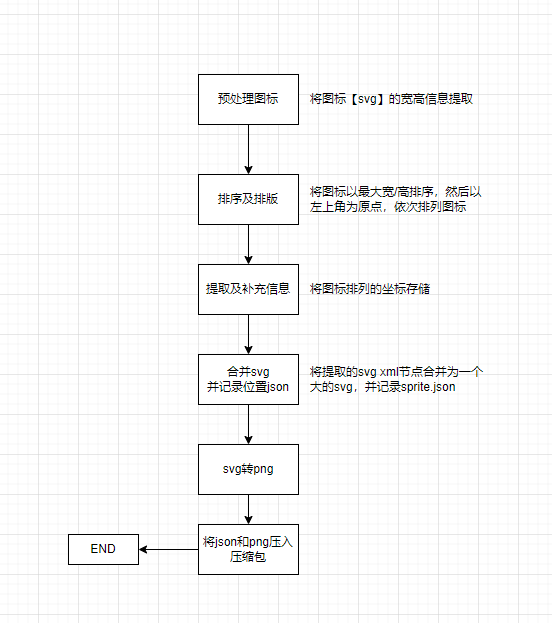 预处理图标
将图标【svg】的宽高信息提取
排序及排版
将图标以最大宽/高排序，然后以
左上角为原点，依次排列图标
提取及补充信息
将图标排列的坐标存储
合并svg
并记录位置json
将提取的svg xml节点合并为一个
大的svg，并记录sprite.json
svg转png
将json和png压入
压缩包
END